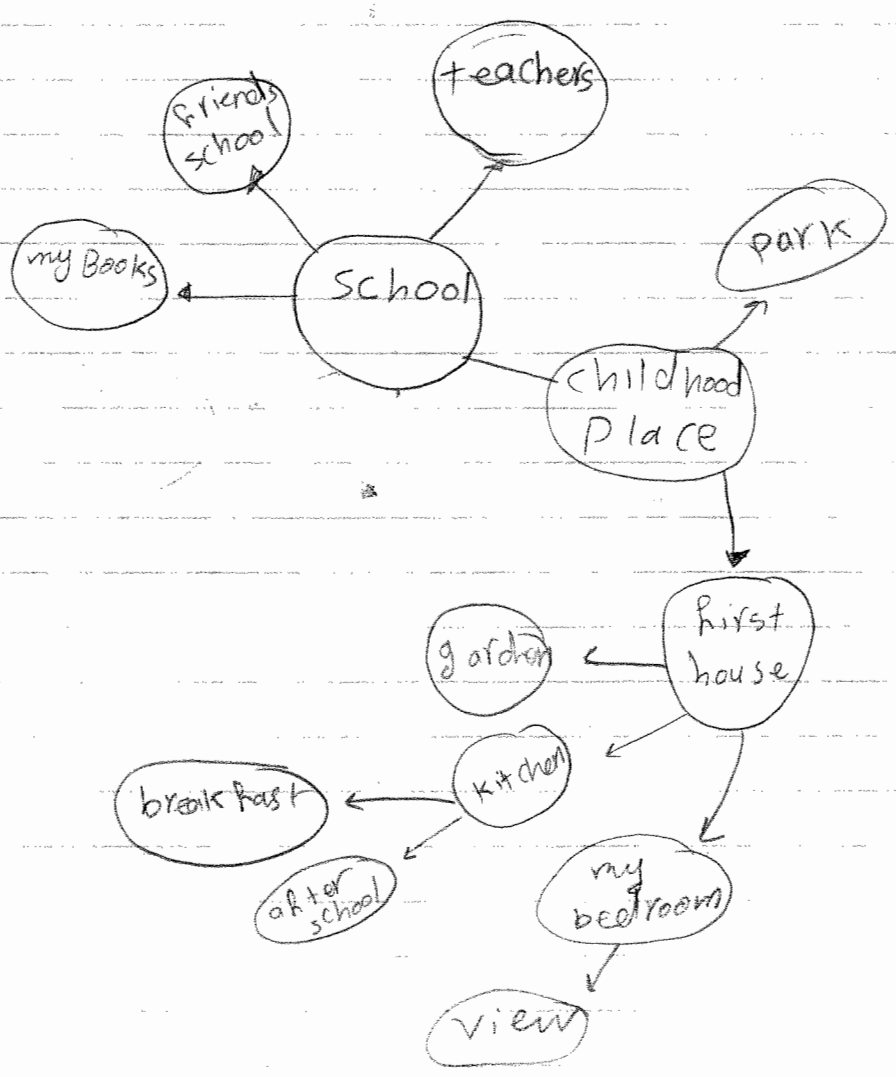 teachers
friends
school
my Books
school
park
childhood
place
first
house
garden
kitchen
breakfast
after
school
my
bedroom
view